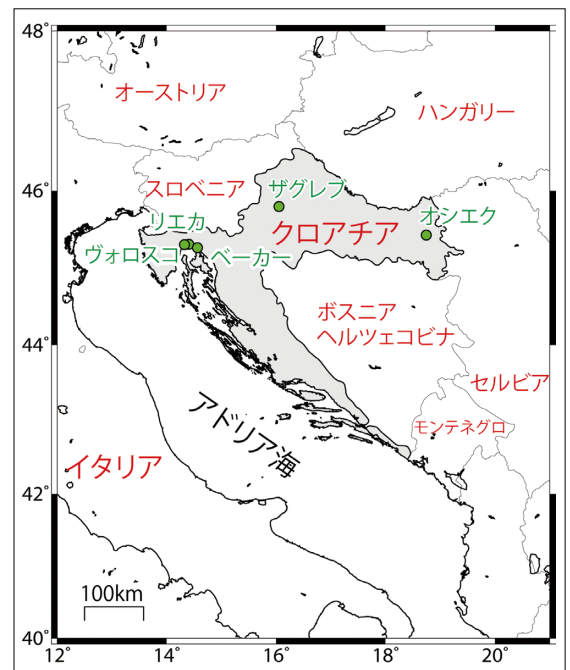 48°
オーストリア
ハンガリー
46°
スロベニア
ザグレブ
オシエク
リエカ
クロアチア
ヴォロスコ
ベーカー
ボスニア
ヘルツェコビナ
44°
セルビア
アドリア海
モンテネグロ
イタリア
42°
100km
40°
12°
14°
16°
18°
20°